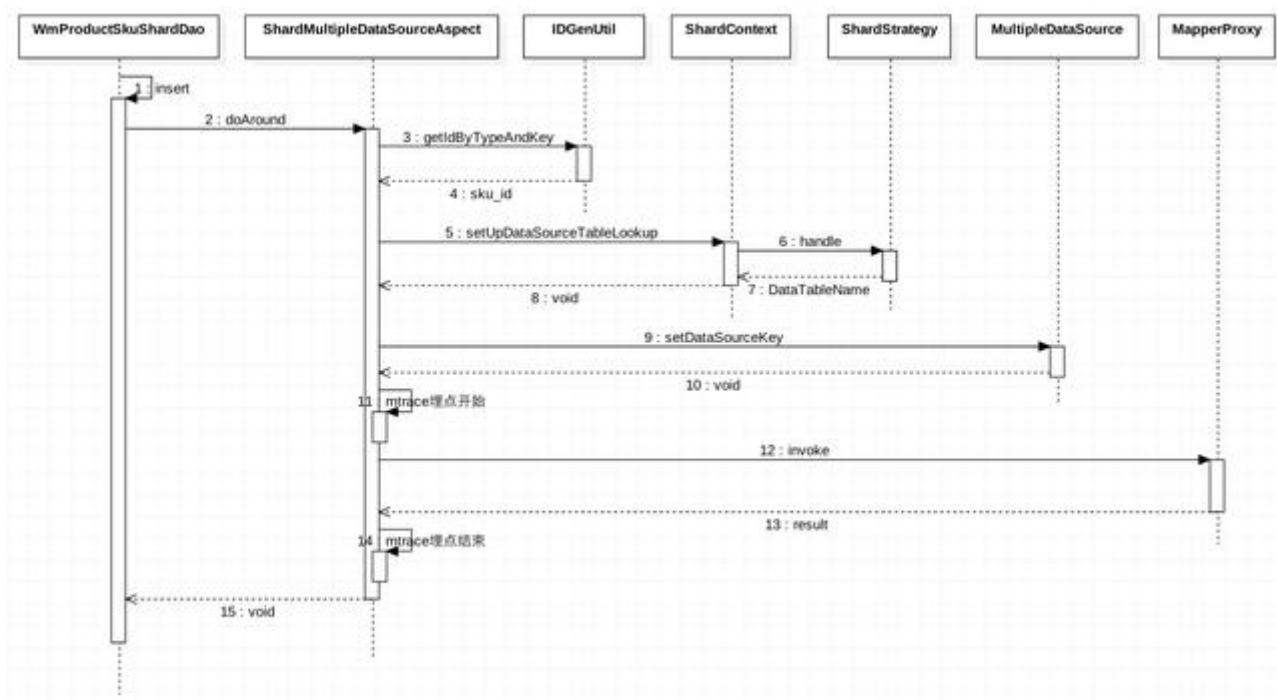 WmProductSkuShardDao
ShardMultipleDataSourceAspect
IDGenUtil
ShardContext
ShardStrategy
MultipleDataSource
MapperProxy
1 : insert
2 : doAround
3 : getIdByTypeAndKey
4 : sku_id
5 : setUpDataSourceTableLookup
6 : handle
7 : DataTableName
8 : void
9 : setDataSourceKey
10 : void
11 : mtrace埋点开始
12 : invoke
13 : result
14 : mtrace埋点结束
15 : void